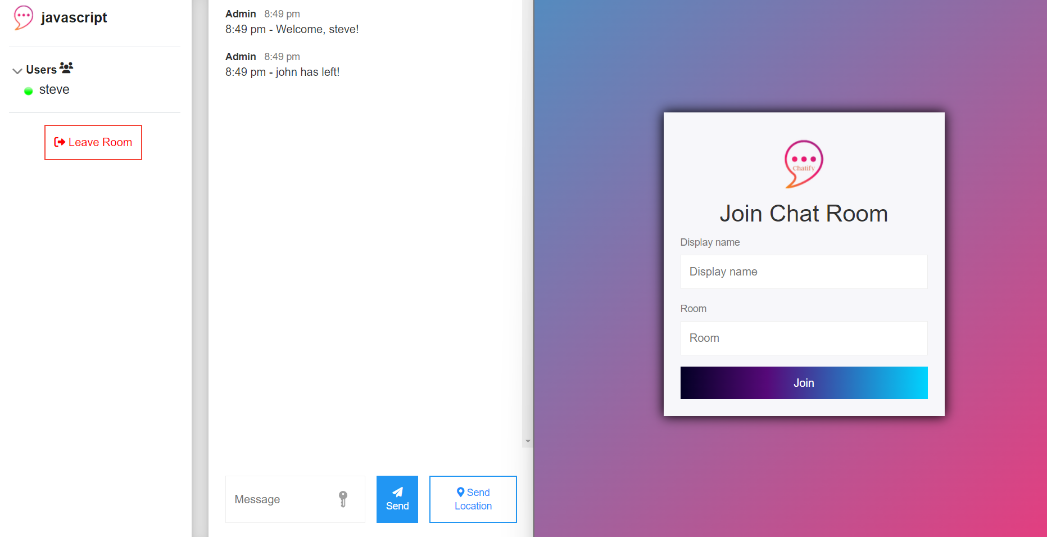 javascript
Users
steve
Leave Room
Admin 8:49 pm
8:49 pm - Welcome, steve!
Admin 8:49 pm
8:49 pm - john has left!
Message
Send
Send
Location
Chatify
Join Chat Room
Display name
Display name
Room
Room
Join